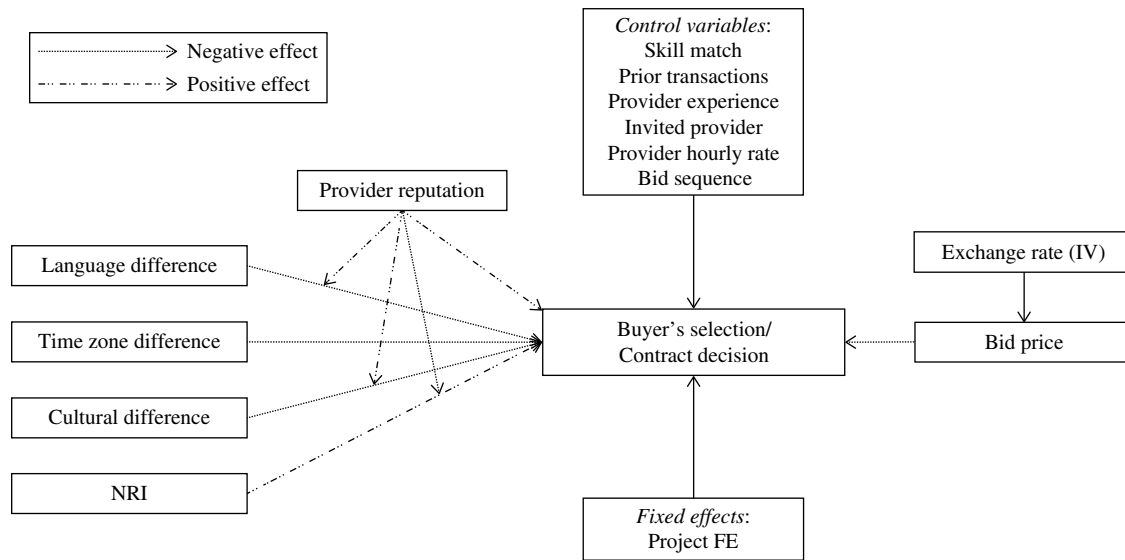 Negative effect
Positive effect
Control variables:
Skill match
Prior transactions
Provider experience
Invited provider
Provider hourly rate
Bid sequence
Provider reputation
Language difference
Time zone difference
Cultural difference
NRI
Buyer’s selection/
Contract decision
Exchange rate (IV)
Bid price
Fixed effects:
Project FE